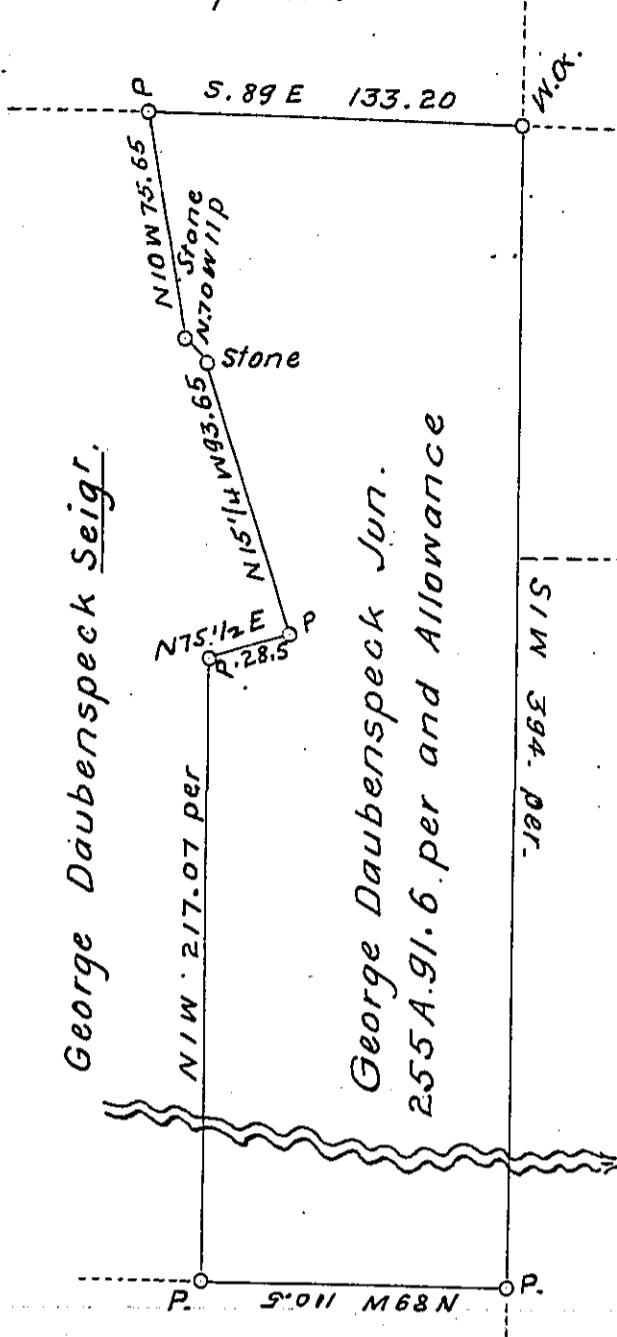 S. 89 E 133.20
W.O.
P
N10W 75.65
Stone
N.70W 11P
Stone
N15 1/4 W 93.65
P
N75 1/2 E
P. 28.5
George Daubenspeck Seigr.
George Daubenspeck Jun.
255 A. 91. 6. per and Allowance
S1W 394. per.
N1W 217.07 per
P.
N89W 110.5
P.